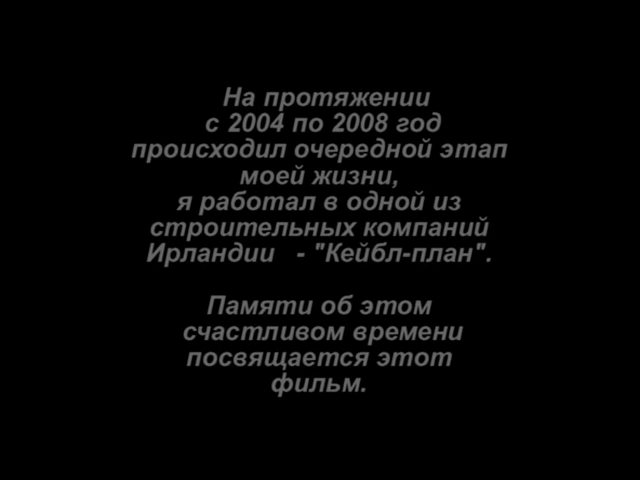 На протяжении
с 2004 по 2008 год
происходил очередной этап
моей жизни,
я работал в одной из
строительных компаний
Ирландии - "Кейбл-план".
Памяти об этом
счастливом времени
посвящается этот
фильм.